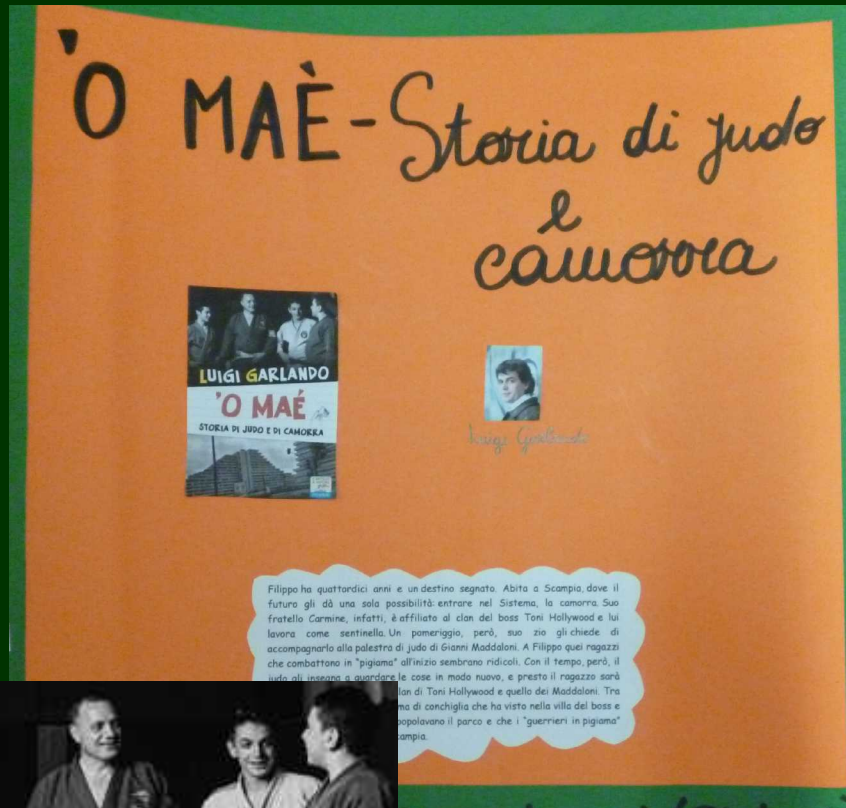 'O MAÈ - Storia di judo
e
camorra
LUIGI GARLANDO
'O MAÉ
STORIA DI JUDO E DI CAMORRA
Luigi Garlando
Filippo ha quattordici anni e un destino segnato. Abita a Scampia, dove il
futuro gli dà una sola possibilità: entrare nel Sistema, la camorra. Suo
fratello Carmine, infatti, è affiliato al clan del boss Toni Hollywood e lui
lavora come sentinella. Un pomeriggio, però, suo zio gli chiede di
accompagnarlo alla palestra di judo di Gianni Maddaloni. A Filippo quei ragazzi
che combattono in "pigiama" all'inizio sembrano ridicoli. Con il tempo, però, il
judo gli insegna a guardare le cose in modo nuovo, e presto il ragazzo sarà
lan di Toni Hollywood e quello dei Maddaloni. Tra
ma di conchiglia che ha visto nella villa del boss e
popolavano il parco e che i "guerrieri in pigiama"
campia.